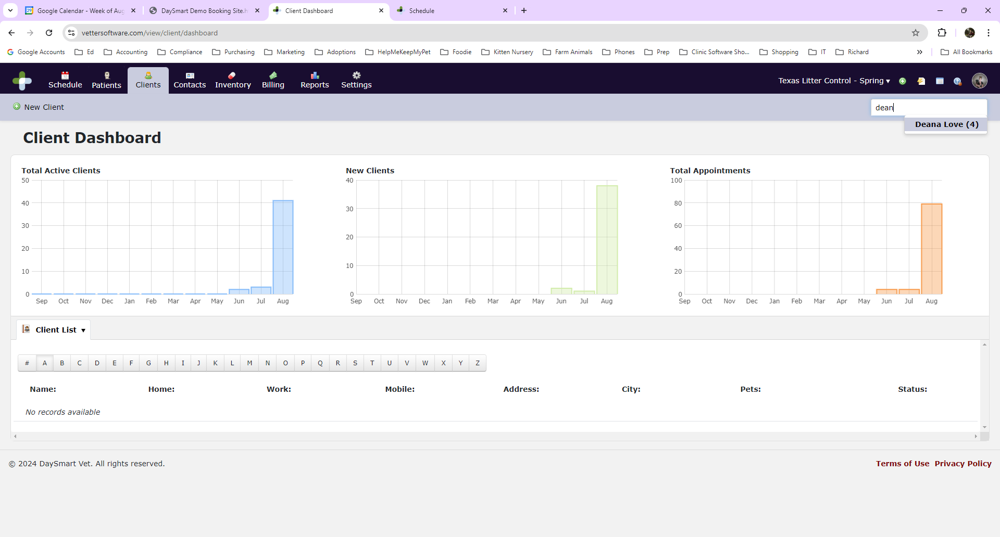 Google Calendar - Week of Aug
DaySmart Demo Booking Site.h
Client Dashboard
Schedule
vettersoftware.com/view/client/dashboard
Google Accounts
Ed
Accounting
Compliance
Purchasing
Marketing
Adoptions
HelpMeKeepMyPet
Foodie
Kitten Nursery
Farm Animals
Phones
Prep
Clinic Software Sho...
Shopping
IT
Richard
All Bookmarks
Schedule
Patients
Clients
Contacts
Inventory
Billing
Reports
Settings
Texas Litter Control - Spring ▾
New Client
dean
Deana Love (4)
Client Dashboard
Total Active Clients
50
40
30
20
10
0
Sep Oct Nov Dec Jan Feb Mar Apr May Jun Jul Aug
New Clients
40
30
20
10
0
Sep Oct Nov Dec Jan Feb Mar Apr May Jun Jul Aug
Total Appointments
100
80
60
40
20
0
Sep Oct Nov Dec Jan Feb Mar Apr May Jun Jul Aug
Client List ▾
# A B C D E F G H I J K L M N O P Q R S T U V W X Y Z
Name: Home: Work: Mobile: Address: City: Pets: Status:
No records available
© 2024 DaySmart Vet. All rights reserved.
Terms of Use Privacy Policy